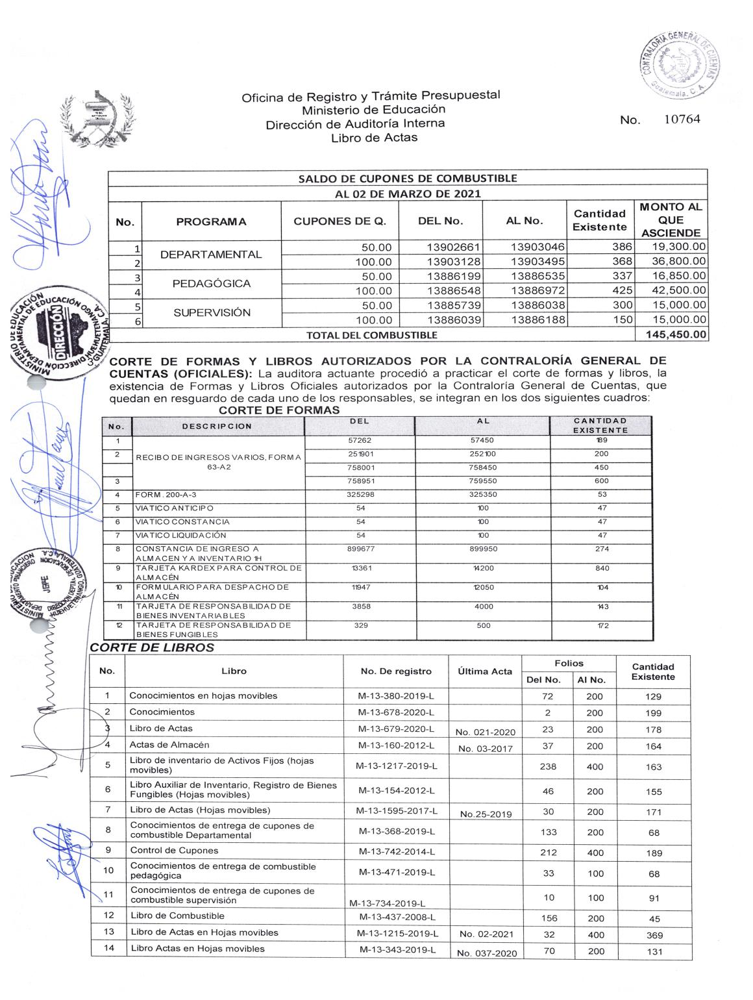 CONTRALORIA GENERAL DE CUENTAS
Guatemala, C. A.
Oficina de Registro y Trámite Presupuestal
Ministerio de Educación
Dirección de Auditoría Interna
Libro de Actas
No. 10764
SALDO DE CUPONES DE COMBUSTIBLE
AL 02 DE MARZO DE 2021
No. PROGRAMA CUPONES DE Q. DEL No. AL No. Cantidad Existente MONTO AL QUE ASCIENDE
1 DEPARTAMENTAL 50.00 13902661 13903046 386 19,300.00
2 100.00 13903128 13903495 368 36,800.00
3 PEDAGÓGICA 50.00 13886199 13886535 337 16,850.00
4 100.00 13886548 13886972 425 42,500.00
5 SUPERVISIÓN 50.00 13885739 13886038 300 15,000.00
6 100.00 13886039 13886188 150 15,000.00
TOTAL DEL COMBUSTIBLE 145,450.00
MINISTERIO DE EDUCACIÓN
DIRECCIÓN DEPARTAMENTAL DE EDUCACIÓN
DIRECCIÓN
HUEHUETENANGO
GUATEMALA, C.A.
CORTE DE FORMAS Y LIBROS AUTORIZADOS POR LA CONTRALORÍA GENERAL DE
CUENTAS (OFICIALES): La auditora actuante procedió a practicar el corte de formas y libros, la
existencia de Formas y Libros Oficiales autorizados por la Contraloría General de Cuentas, que
quedan en resguardo de cada uno de los responsables, se integran en los dos siguientes cuadros:
CORTE DE FORMAS
No. DESCRIPCION DEL AL CANTIDAD EXISTENTE
1 RECIBO DE INGRESOS VARIOS, FORMA 63-A2 57262 57450 189
2 251901 252100 200
758001 758450 450
3 758951 759550 600
4 FORM. 200-A-3 325298 325350 53
5 VIATICO ANTICIPO 54 100 47
6 VIATICO CONSTANCIA 54 100 47
7 VIATICO LIQUIDACIÓN 54 100 47
8 CONSTANCIA DE INGRESO A ALMACEN Y A INVENTARIO 1H 899677 899950 274
9 TARJETA KARDEX PARA CONTROL DE ALMACÉN 13361 14200 840
10 FORMULARIO PARA DESPACHO DE ALMACÉN 11947 12050 104
11 TARJETA DE RESPONSABILIDAD DE BIENES INVENTARIABLES 3858 4000 143
12 TARJETA DE RESPONSABILIDAD DE BIENES FUNGIBLES 329 500 172
MINISTERIO DE EDUCACIÓN
DEPARTAMENTO FINANCIERO
JEFE
DIRECCION DEPTAL. DE EDUCACION
HUEHUETENANGO,
GUATEMALA, C.A.
CORTE DE LIBROS
No. Libro No. De registro Última Acta Folios Cantidad Existente
Del No. Al No.
1 Conocimientos en hojas movibles M-13-380-2019-L 72 200 129
2 Conocimientos M-13-678-2020-L 2 200 199
3 Libro de Actas M-13-679-2020-L No. 021-2020 23 200 178
4 Actas de Almacén M-13-160-2012-L No. 03-2017 37 200 164
5 Libro de inventario de Activos Fijos (hojas movibles) M-13-1217-2019-L 238 400 163
6 Libro Auxiliar de Inventario, Registro de Bienes Fungibles (Hojas movibles) M-13-154-2012-L 46 200 155
7 Libro de Actas (Hojas movibles) M-13-1595-2017-L No.25-2019 30 200 171
8 Conocimientos de entrega de cupones de combustible Departamental M-13-368-2019-L 133 200 68
9 Control de Cupones M-13-742-2014-L 212 400 189
10 Conocimientos de entrega de combustible pedagógica M-13-471-2019-L 33 100 68
11 Conocimientos de entrega de cupones de combustible supervisión M-13-734-2019-L 10 100 91
12 Libro de Combustible M-13-437-2008-L 156 200 45
13 Libro de Actas en Hojas movibles M-13-1215-2019-L No. 02-2021 32 400 369
14 Libro Actas en Hojas movibles M-13-343-2019-L No. 037-2020 70 200 131